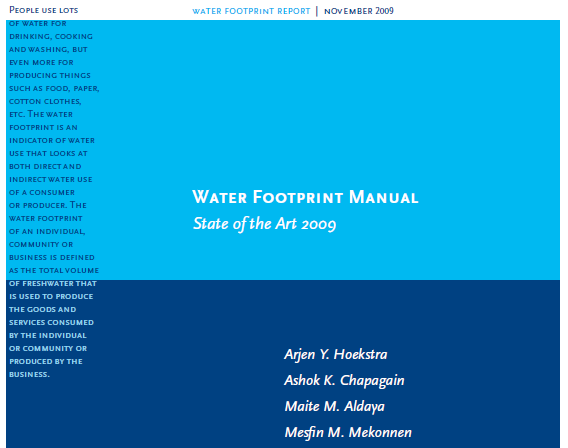 People use lots
of water for
drinking, cooking
and washing, but
even more for
producing things
such as food, paper,
cotton clothes,
etc. The water
footprint is an
indicator of water
use that looks at
both direct and
indirect water use
of a consumer
or producer. The
water footprint
of an individual,
community or
business is defined
as the total volume
of freshwater that
is used to produce
the goods and
services consumed
by the individual
or community or
produced by the
business.
water footprint report | november 2009
Water Footprint Manual
State of the Art 2009
Arjen Y. Hoekstra
Ashok K. Chapagain
Maite M. Aldaya
Mesfin M. Mekonnen